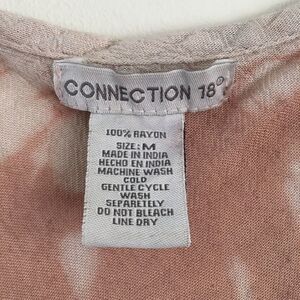 CONNECTION 18®
100% RAYON
SIZE: M
MADE IN INDIA
HECHO EN INDIA
MACHINE WASH
COLD
GENTLE CYCLE
WASH
SEPARETELY
DO NOT BLEACH
LINE DRY